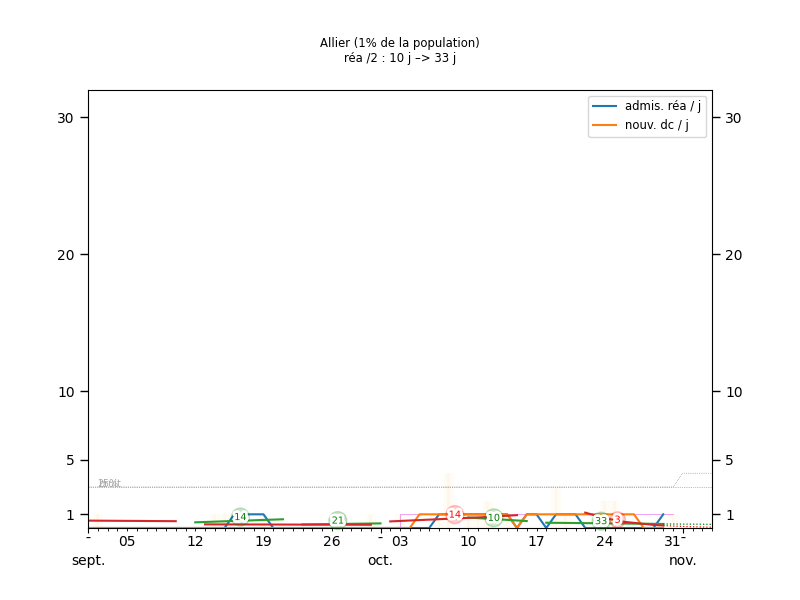 Allier (1% de la population)
réa /2 : 10 j –> 33 j
admis. réa / j
nouv. dc / j
30
30
20
20
10
10
5
5
1
1
14
21
14
10
33
3
- 05 12 19 26 - 03 10 17 24 31 -
sept. oct. nov.